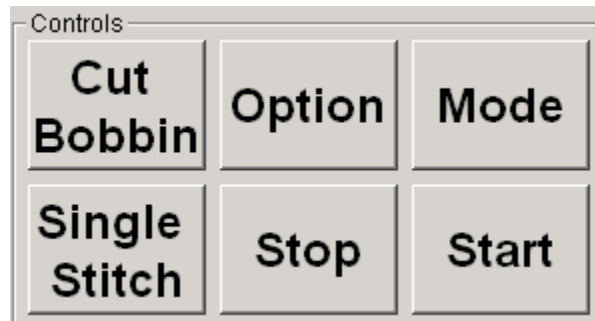 Controls
Cut
Bobbin
Option
Mode
Single
Stitch
Stop
Start